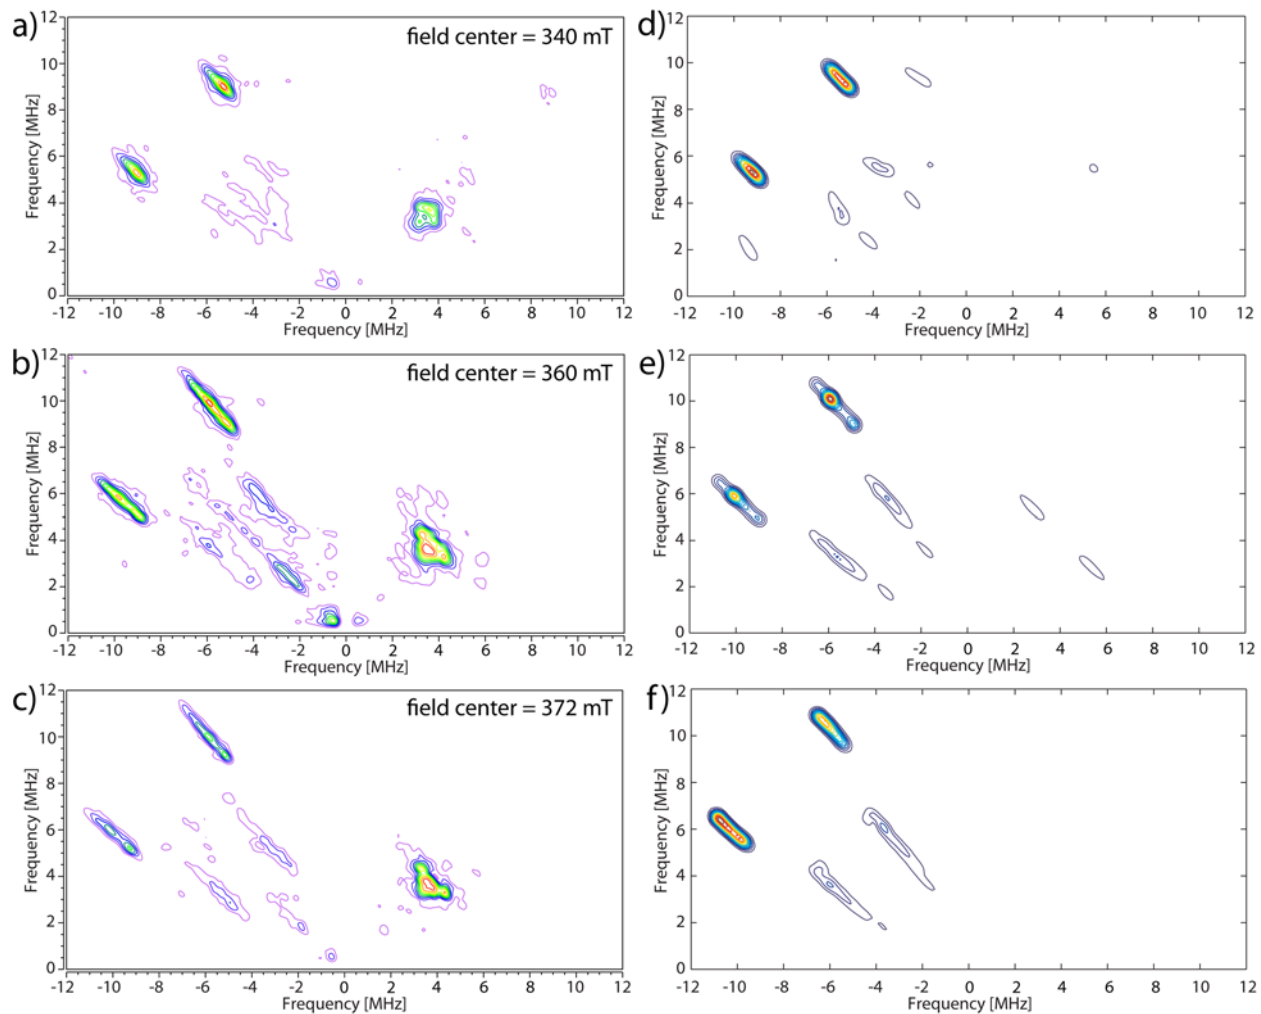 a)
field center = 340 mT
12
10
8
6
4
2
0
Frequency [MHz]
-12 -10 -8 -6 -4 -2 0 2 4 6 8 10 12
Frequency [MHz]
d)
12
10
8
6
4
2
0
Frequency [MHz]
-12 -10 -8 -6 -4 -2 0 2 4 6 8 10 12
Frequency [MHz]
b)
field center = 360 mT
12
10
8
6
4
2
0
Frequency [MHz]
-12 -10 -8 -6 -4 -2 0 2 4 6 8 10 12
Frequency [MHz]
e)
12
10
8
6
4
2
0
Frequency [MHz]
-12 -10 -8 -6 -4 -2 0 2 4 6 8 10 12
Frequency [MHz]
c)
field center = 372 mT
12
10
8
6
4
2
0
Frequency [MHz]
-12 -10 -8 -6 -4 -2 0 2 4 6 8 10 12
Frequency [MHz]
f)
12
10
8
6
4
2
0
Frequency [MHz]
-12 -10 -8 -6 -4 -2 0 2 4 6 8 10 12
Frequency [MHz]